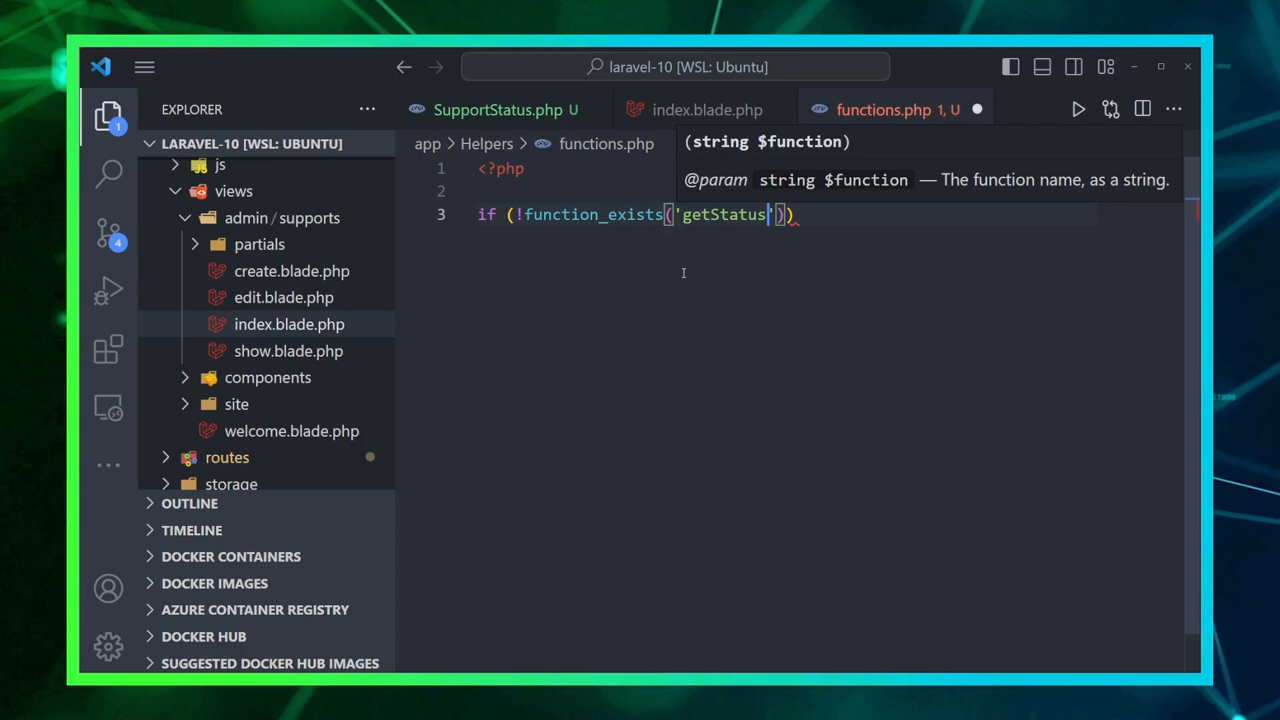 laravel-10 [WSL: Ubuntu]
EXPLORER
SupportStatus.php U
index.blade.php
functions.php 1, U
1
LARAVEL-10 [WSL: UBUNTU]
app > Helpers > functions.php
(string $function)
@param string $function — The function name, as a string.
js
views
admin / supports
4
partials
create.blade.php
edit.blade.php
index.blade.php
show.blade.php
components
site
welcome.blade.php
routes
storage
OUTLINE
TIMELINE
DOCKER CONTAINERS
DOCKER IMAGES
AZURE CONTAINER REGISTRY
DOCKER HUB
SUGGESTED DOCKER HUB IMAGES
1 <?php
2
3 if (!function_exists('getStatus'))